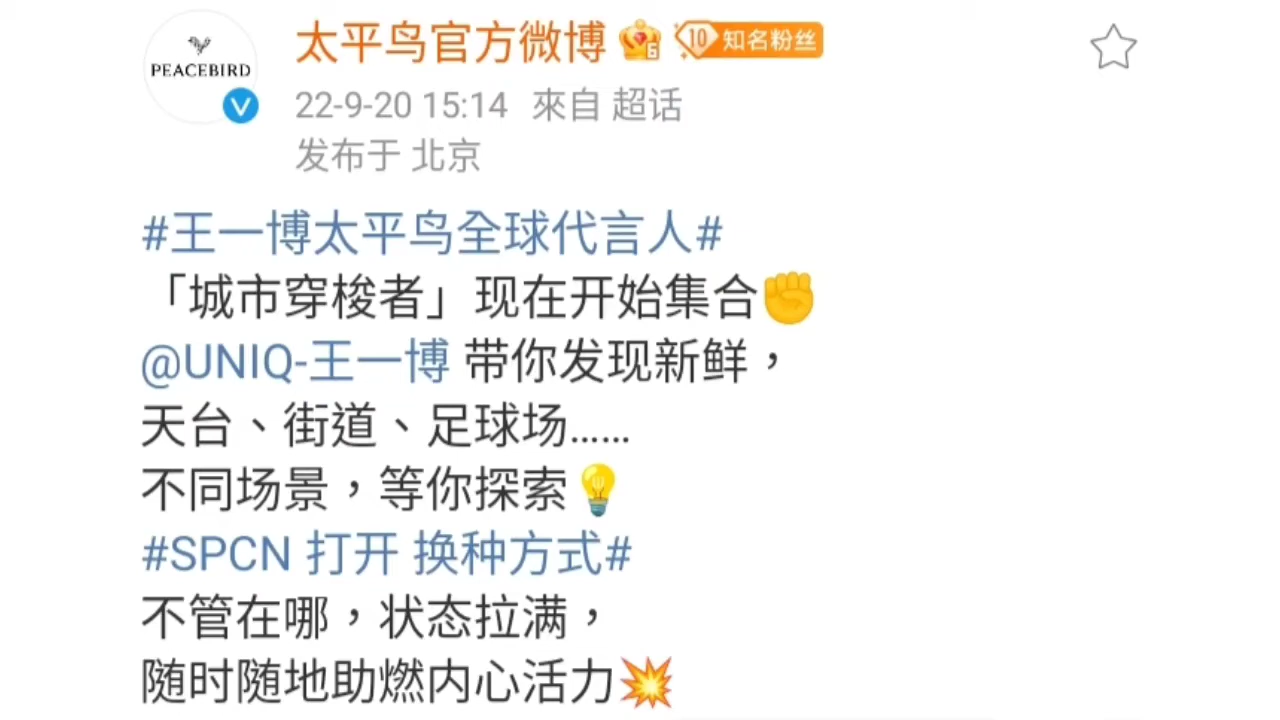 太平鸟官方微博 6 10 知名粉丝
PEACEBIRD
V
22-9-20 15:14 來自 超话
发布于 北京
#王一博太平鸟全球代言人#
「城市穿梭者」现在开始集合✊
@UNIQ-王一博 带你发现新鲜，
天台、街道、足球场......
不同场景，等你探索💡
#SPCN 打开 换种方式#
不管在哪，状态拉满，
随时随地助燃内心活力💥